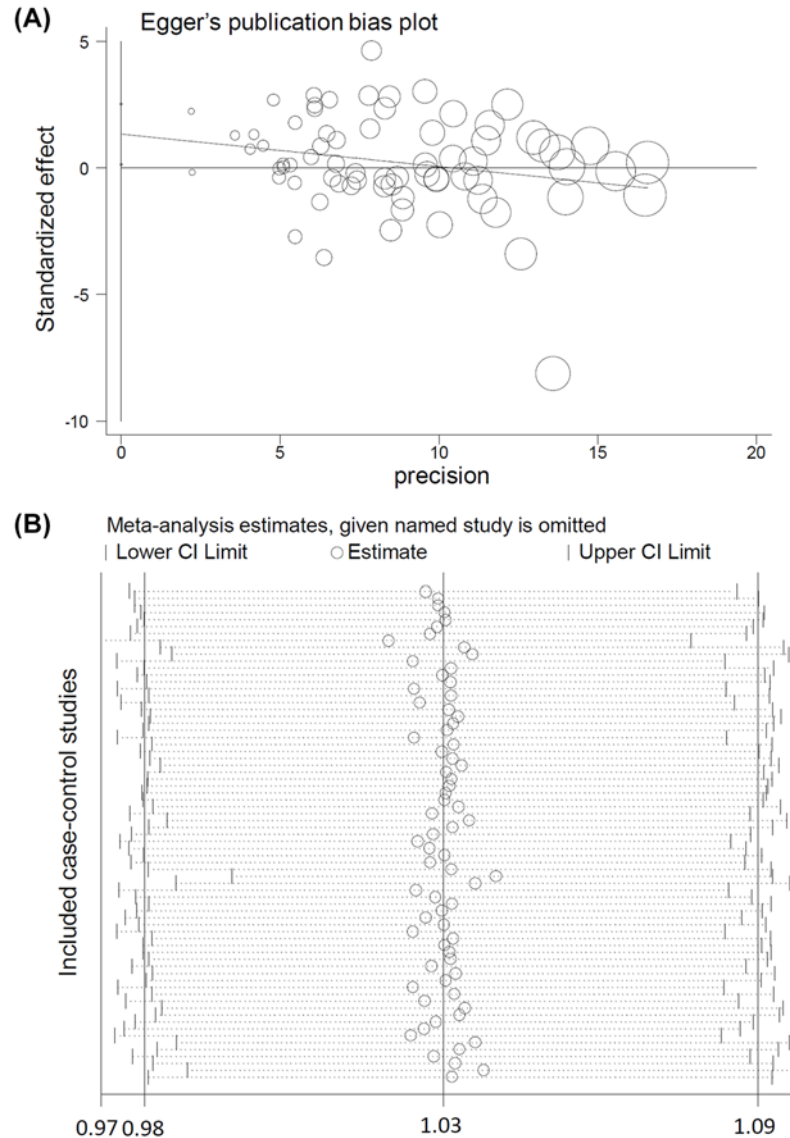 (A)
Egger's publication bias plot
5
0
-5
-10
Standardized effect
0 5 10 15 20
precision
(B)
Meta-analysis estimates, given named study is omitted
Lower CI Limit Estimate Upper CI Limit
Included case-control studies
0.97 0.98 1.03 1.09